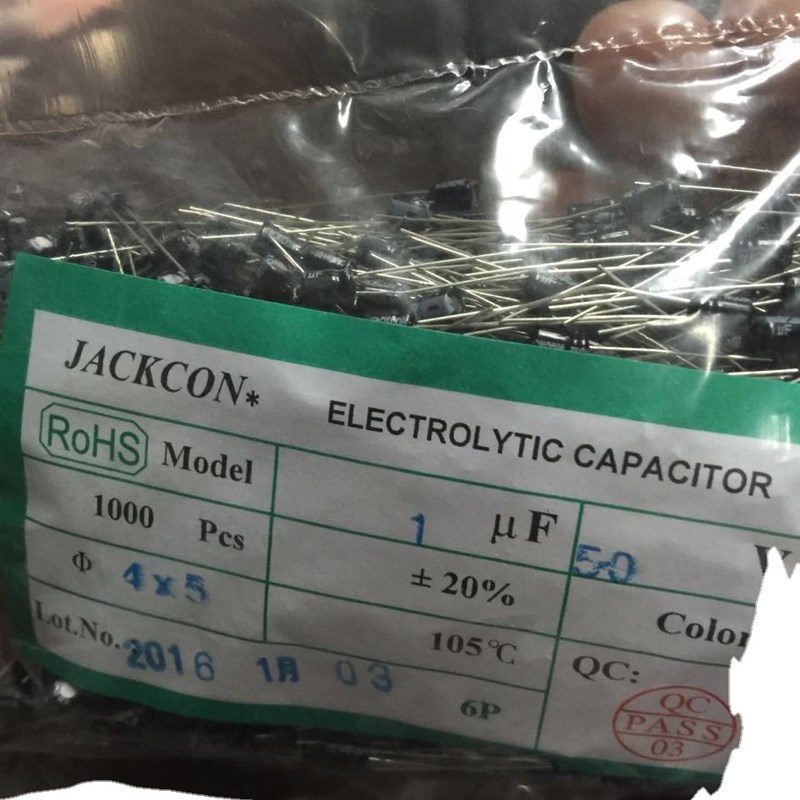 JACKCON*
ELECTROLYTIC CAPACITOR
RoHS Model
1 μF
50 V
1000 Pcs
± 20%
Color
Φ 4x5
105℃
QC:
Lot.No. 2016 1月 03
6P
QC
PASS
03